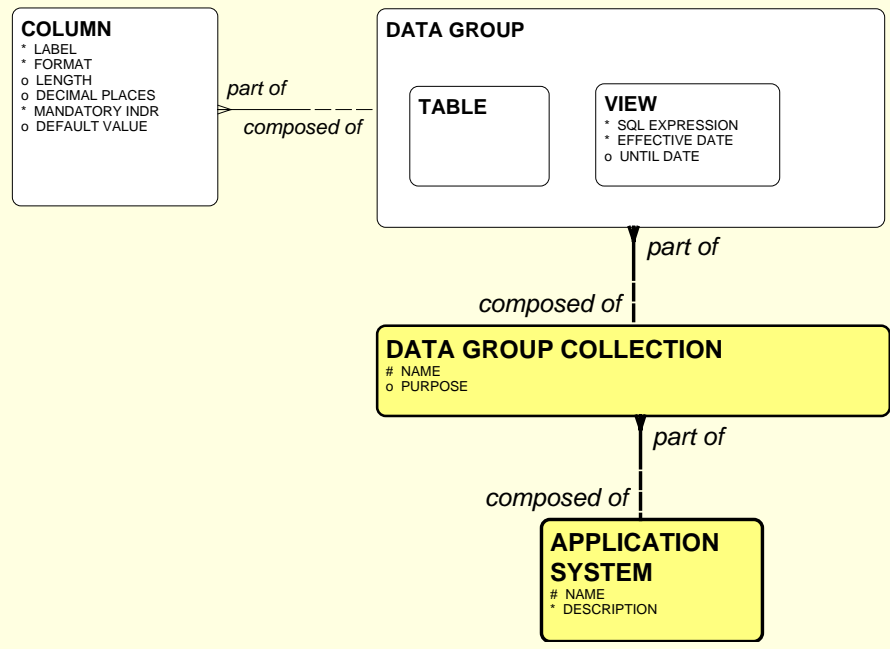 COLUMN
* LABEL
* FORMAT
o LENGTH
o DECIMAL PLACES
* MANDATORY INDR
o DEFAULT VALUE
part of
composed of
DATA GROUP
TABLE
VIEW
* SQL EXPRESSION
* EFFECTIVE DATE
o UNTIL DATE
part of
composed of
DATA GROUP COLLECTION
# NAME
o PURPOSE
part of
composed of
APPLICATION
SYSTEM
# NAME
* DESCRIPTION